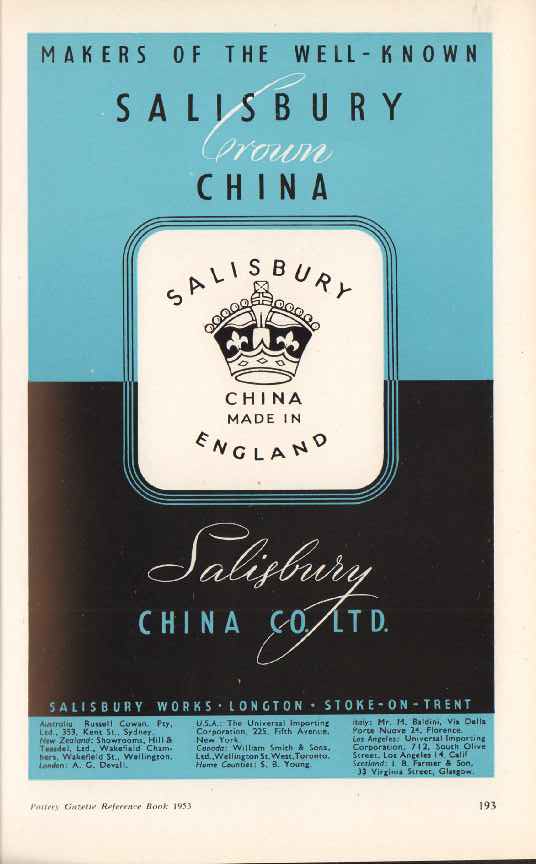 MAKERS OF THE WELL-KNOWN
SALISBURY
Crown
CHINA
SALISBURY
CHINA
MADE IN
ENGLAND
Salisbury
CHINA CO. LTD.
SALISBURY WORKS · LONGTON · STOKE-ON-TRENT
Australia Russell Cowan, Pty,
Ltd., 353, Kent St., Sydney.
New Zealand: Showrooms, Hill &
Teasdel, Ltd., Wakefield Cham-
bers, Wakefield St., Wellington.
London: A. G. Devall.
U.S.A.: The Universal Importing
Corporation, 225, Fifth Avenue,
New York.
Canada: William Smith & Sons,
Ltd., Wellington St. West, Toronto.
Home Counties: S. B. Young.
Italy: Mr. M. Baldini, Via Della
Porte Nuove 24, Florence.
Los Angeles: Universal Importing
Corporation, 712, South Olive
Street, Los Angeles 14, Calif
Scotland: J. B. Farmer & Son,
33 Virginia Street, Glasgow.
Pottery Gazette Reference Book 1953
193